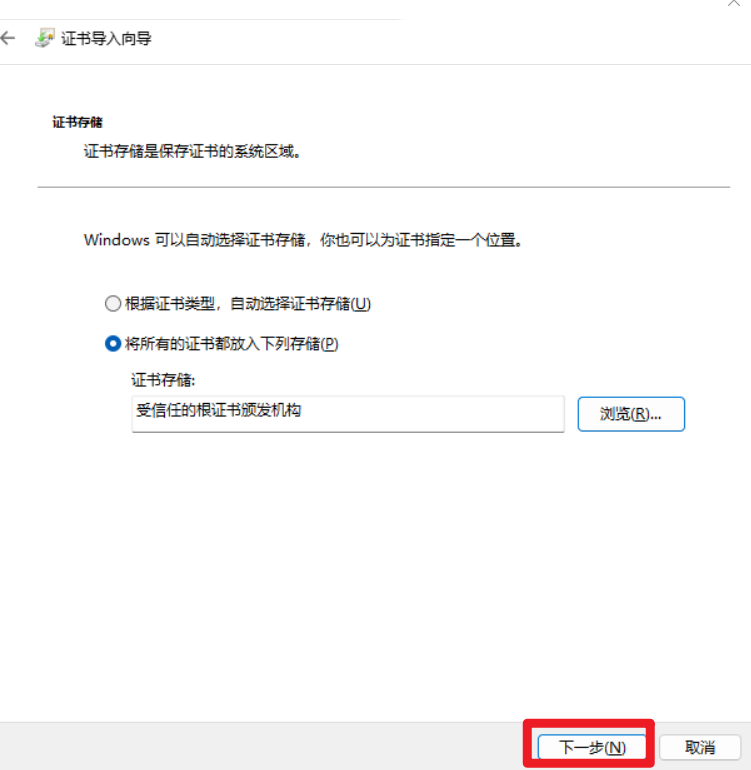 证书导入向导
证书存储
证书存储是保存证书的系统区域。
Windows 可以自动选择证书存储，你也可以为证书指定一个位置。
根据证书类型，自动选择证书存储(U)
将所有的证书都放入下列存储(P)
证书存储:
受信任的根证书颁发机构
浏览(R)...
下一步(N)
取消